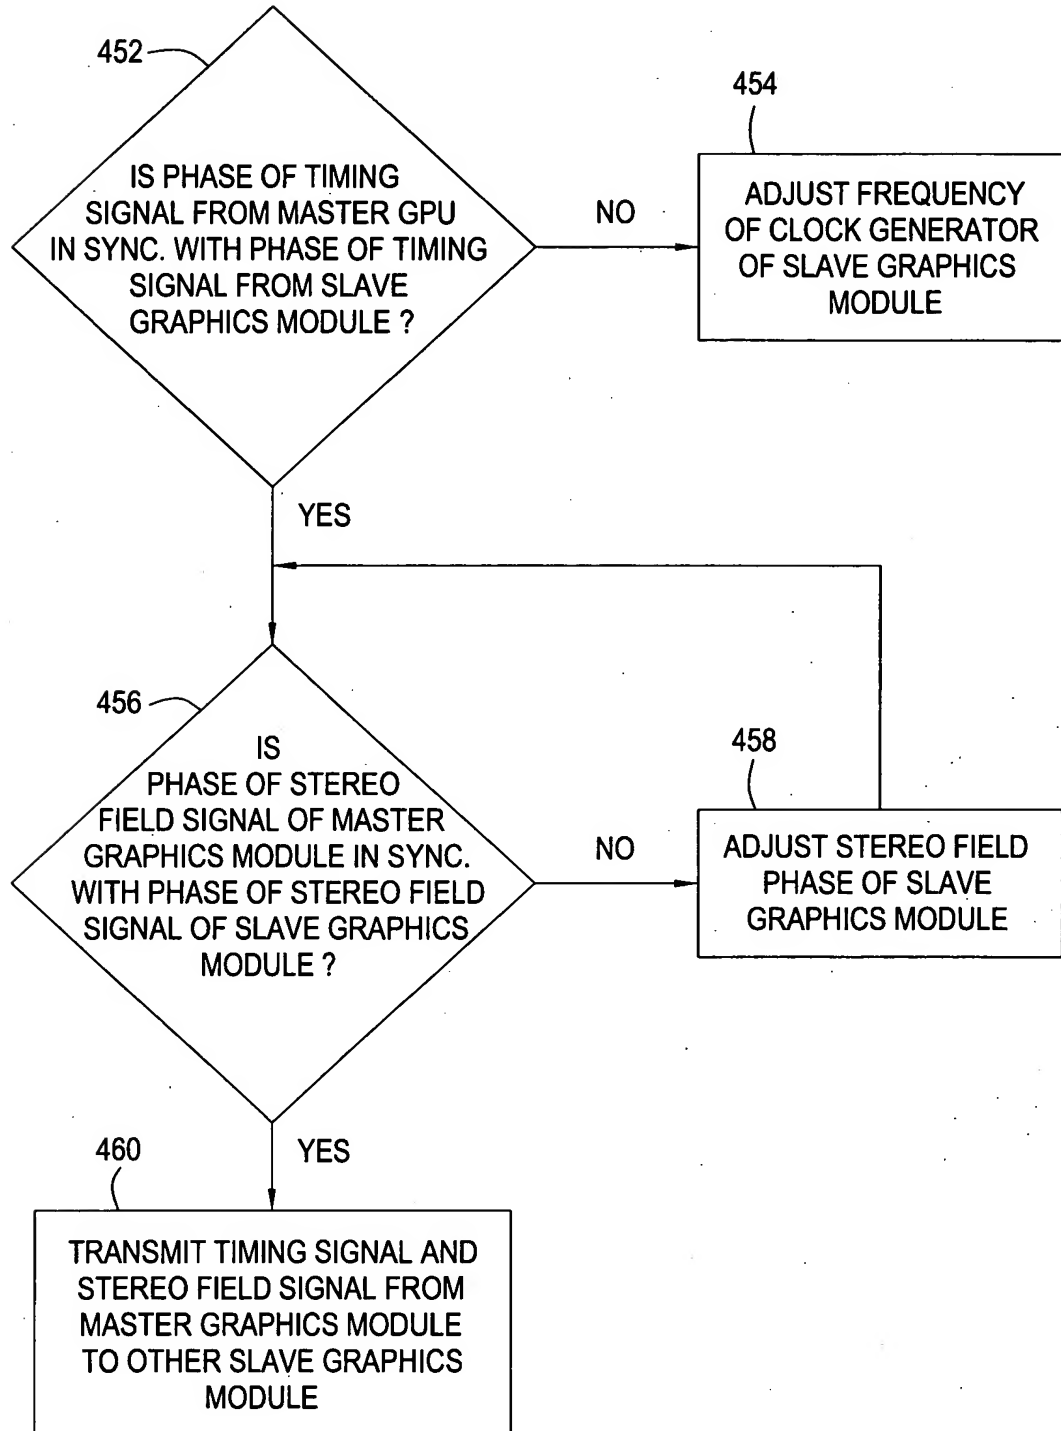 452
IS PHASE OF TIMING
SIGNAL FROM MASTER GPU
IN SYNC. WITH PHASE OF TIMING
SIGNAL FROM SLAVE
GRAPHICS MODULE ?
NO
454
ADJUST FREQUENCY
OF CLOCK GENERATOR
OF SLAVE GRAPHICS
MODULE
YES
456
IS
PHASE OF STEREO
FIELD SIGNAL OF MASTER
GRAPHICS MODULE IN SYNC.
WITH PHASE OF STEREO FIELD
SIGNAL OF SLAVE GRAPHICS
MODULE ?
NO
458
ADJUST STEREO FIELD
PHASE OF SLAVE
GRAPHICS MODULE
YES
460
TRANSMIT TIMING SIGNAL AND
STEREO FIELD SIGNAL FROM
MASTER GRAPHICS MODULE
TO OTHER SLAVE GRAPHICS
MODULE